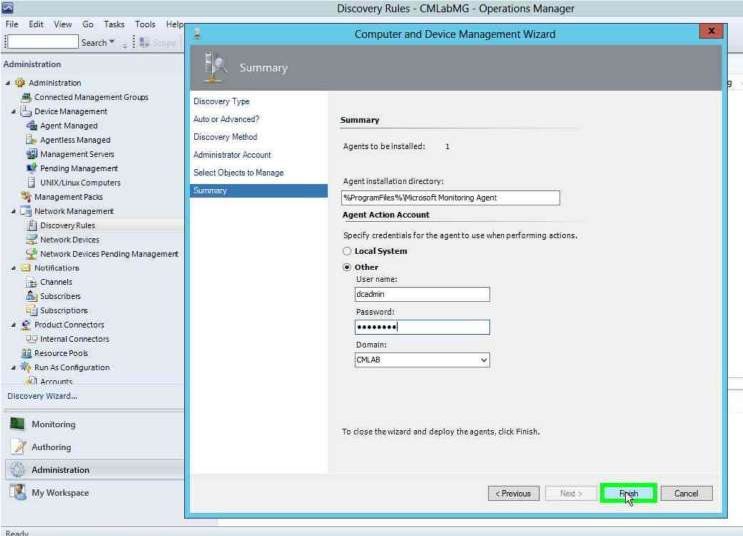 Discovery Rules - CMLabMG - Operations Manager
File Edit View Go Tasks Tools Help
Search Scope
Computer and Device Management Wizard
x
Administration
Administration
Connected Management Groups
Device Management
Agent Managed
Agentless Managed
Management Servers
Pending Management
UNIX/Linux Computers
Management Packs
Network Management
Discovery Rules
Network Devices
Network Devices Pending Management
Notifications
Channels
Subscribers
Subscriptions
Product Connectors
Internal Connectors
Resource Pools
Run As Configuration
Accounts
Discovery Wizard...
Monitoring
Authoring
Administration
My Workspace
Ready
Summary
Discovery Type
Auto or Advanced?
Discovery Method
Administrator Account
Select Objects to Manage
Summary
Summary
Agents to be installed: 1
Agent installation directory:
%ProgramFiles%\Microsoft Monitoring Agent
Agent Action Account
Specify credentials for the agent to use when performing actions.
Local System
Other
User name:
dcadmin
Password:
••••••••
Domain:
CMLAB
To close the wizard and deploy the agents, click Finish.
< Previous Next > Finish Cancel